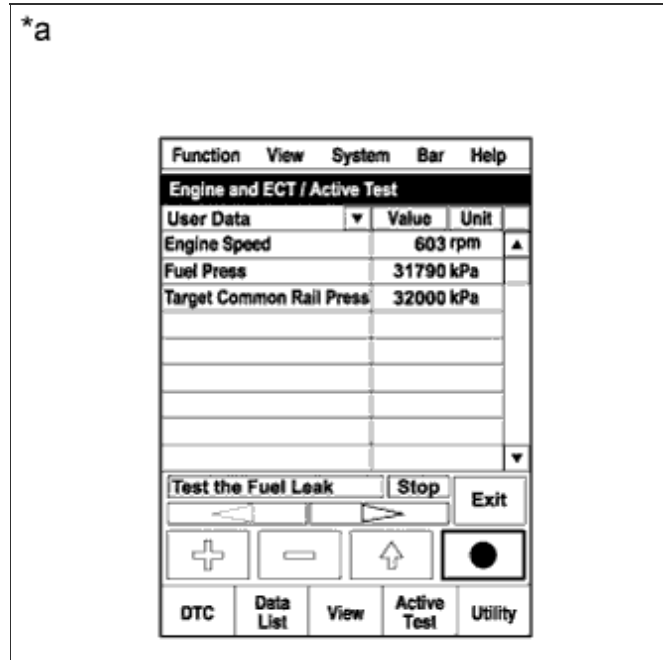 *a
Function View System Bar Help
Engine and ECT / Active Test
User Data Value Unit
Engine Speed 603 rpm
Fuel Press 31790 kPa
Target Common Rail Press 32000 kPa
Test the Fuel Leak Stop
Exit
DTC Data List View Active Test Utility